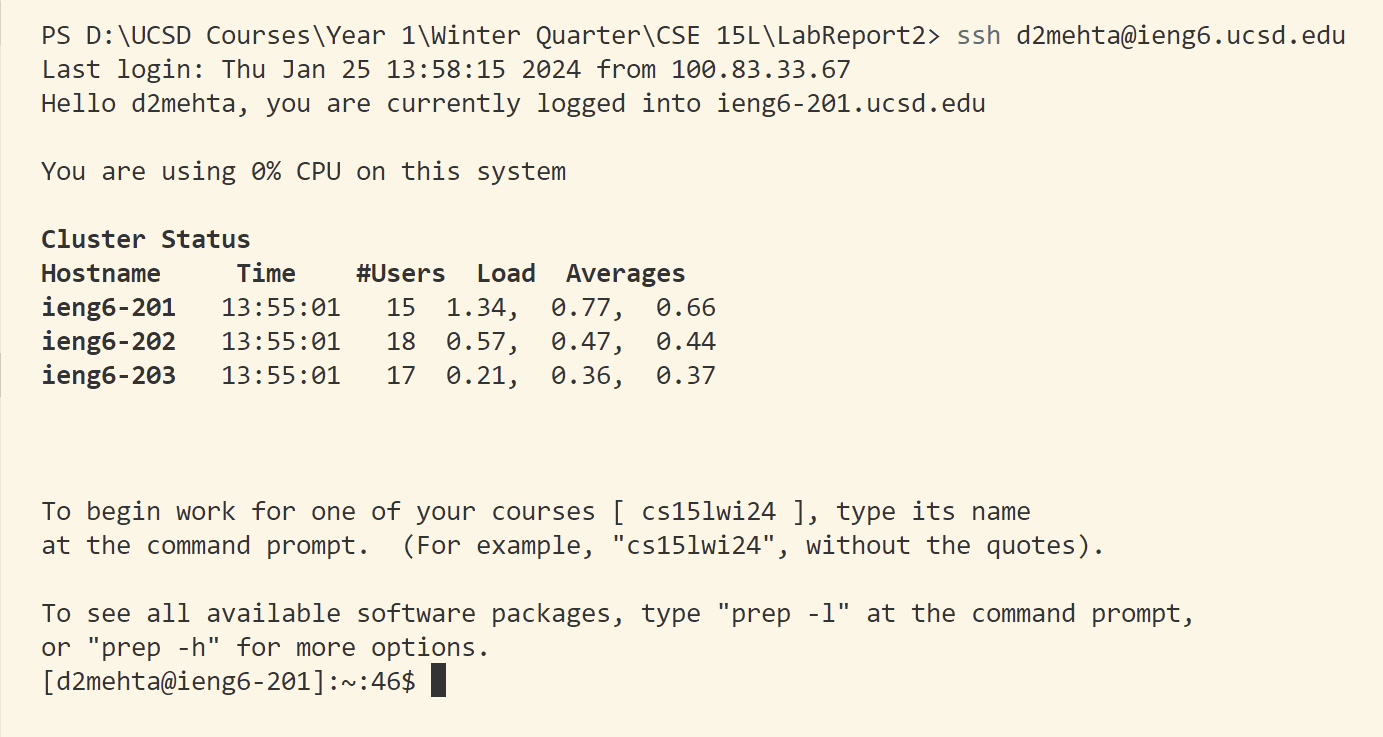 PS D:\UCSD Courses\Year 1\Winter Quarter\CSE 15L\LabReport2> ssh d2mehta@ieng6.ucsd.edu
Last login: Thu Jan 25 13:58:15 2024 from 100.83.33.67
Hello d2mehta, you are currently logged into ieng6-201.ucsd.edu
You are using 0% CPU on this system
Cluster Status
Hostname     Time    #Users  Load  Averages
ieng6-201   13:55:01   15  1.34,  0.77,  0.66
ieng6-202   13:55:01   18  0.57,  0.47,  0.44
ieng6-203   13:55:01   17  0.21,  0.36,  0.37
To begin work for one of your courses [ cs15lwi24 ], type its name
at the command prompt.  (For example, "cs15lwi24", without the quotes).
To see all available software packages, type "prep -l" at the command prompt,
or "prep -h" for more options.
[d2mehta@ieng6-201]:~:46$